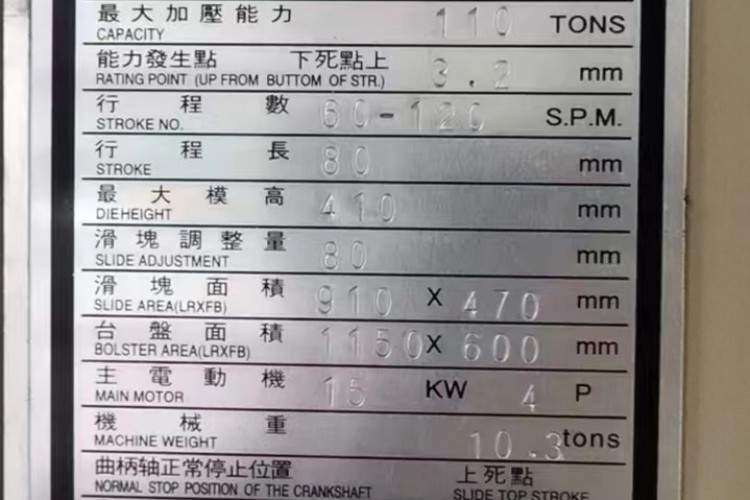 最大加壓能力 110 TONS
CAPACITY
能力發生點 下死點上 3.2 mm
RATING POINT (UP FROM BUTTOM OF STR.)
行程數 60-120 S.P.M.
STROKE NO.
行程長 80 mm
STROKE
最大模高 410 mm
DIEHEIGHT
滑塊調整量 80 mm
SLIDE ADJUSTMENT
滑塊面積 910 X 470 mm
SLIDE AREA(LRXFB)
台盤面積 1150 X 600 mm
BOLSTER AREA(LRXFB)
主電動機 15 KW 4 P
MAIN MOTOR
機械重 10.3 tons
MACHINE WEIGHT
曲柄轴正常停止位置 上死點
NORMAL STOP POSITION OF THE CRANKSHAFT SLIDE TOP STROKE